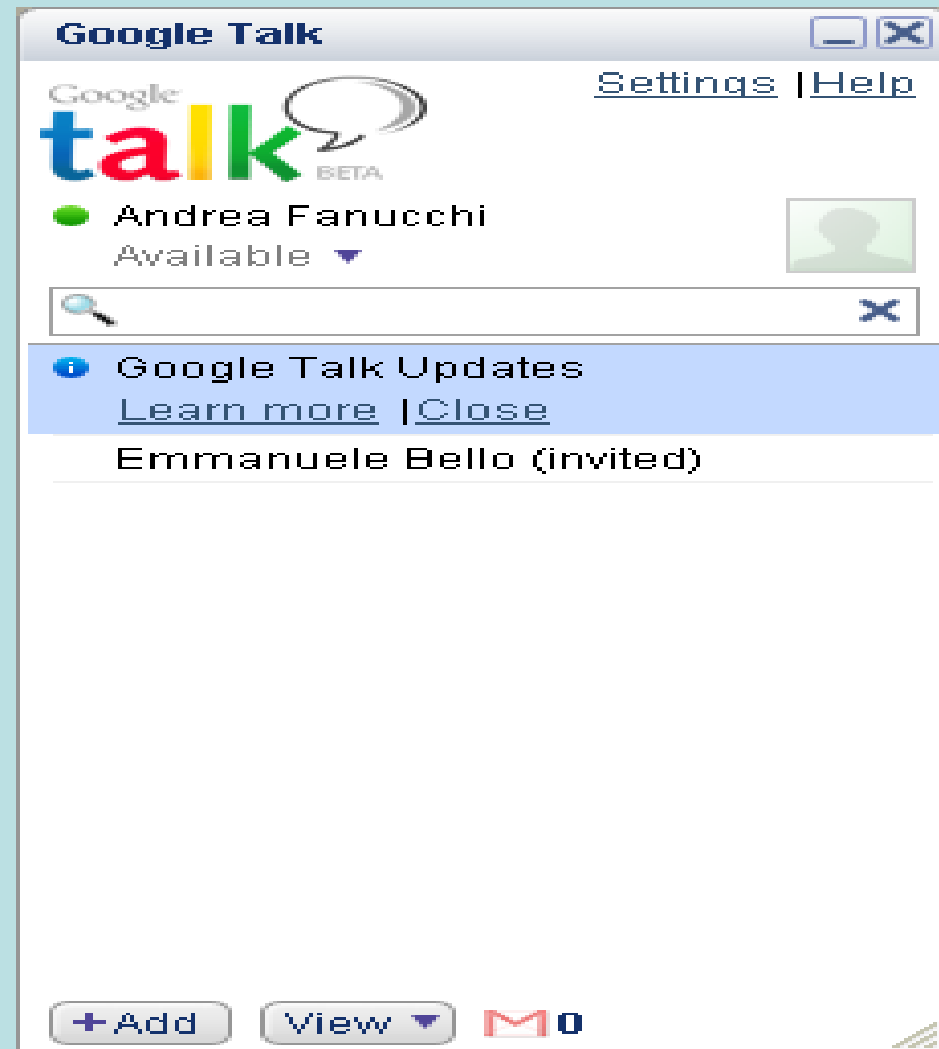 Google Talk
Settings | Help
Google
talk
BETA
Andrea Fanucchi
Available
Google Talk Updates
Learn more | Close
Emmanuele Bello (invited)
+Add View 0